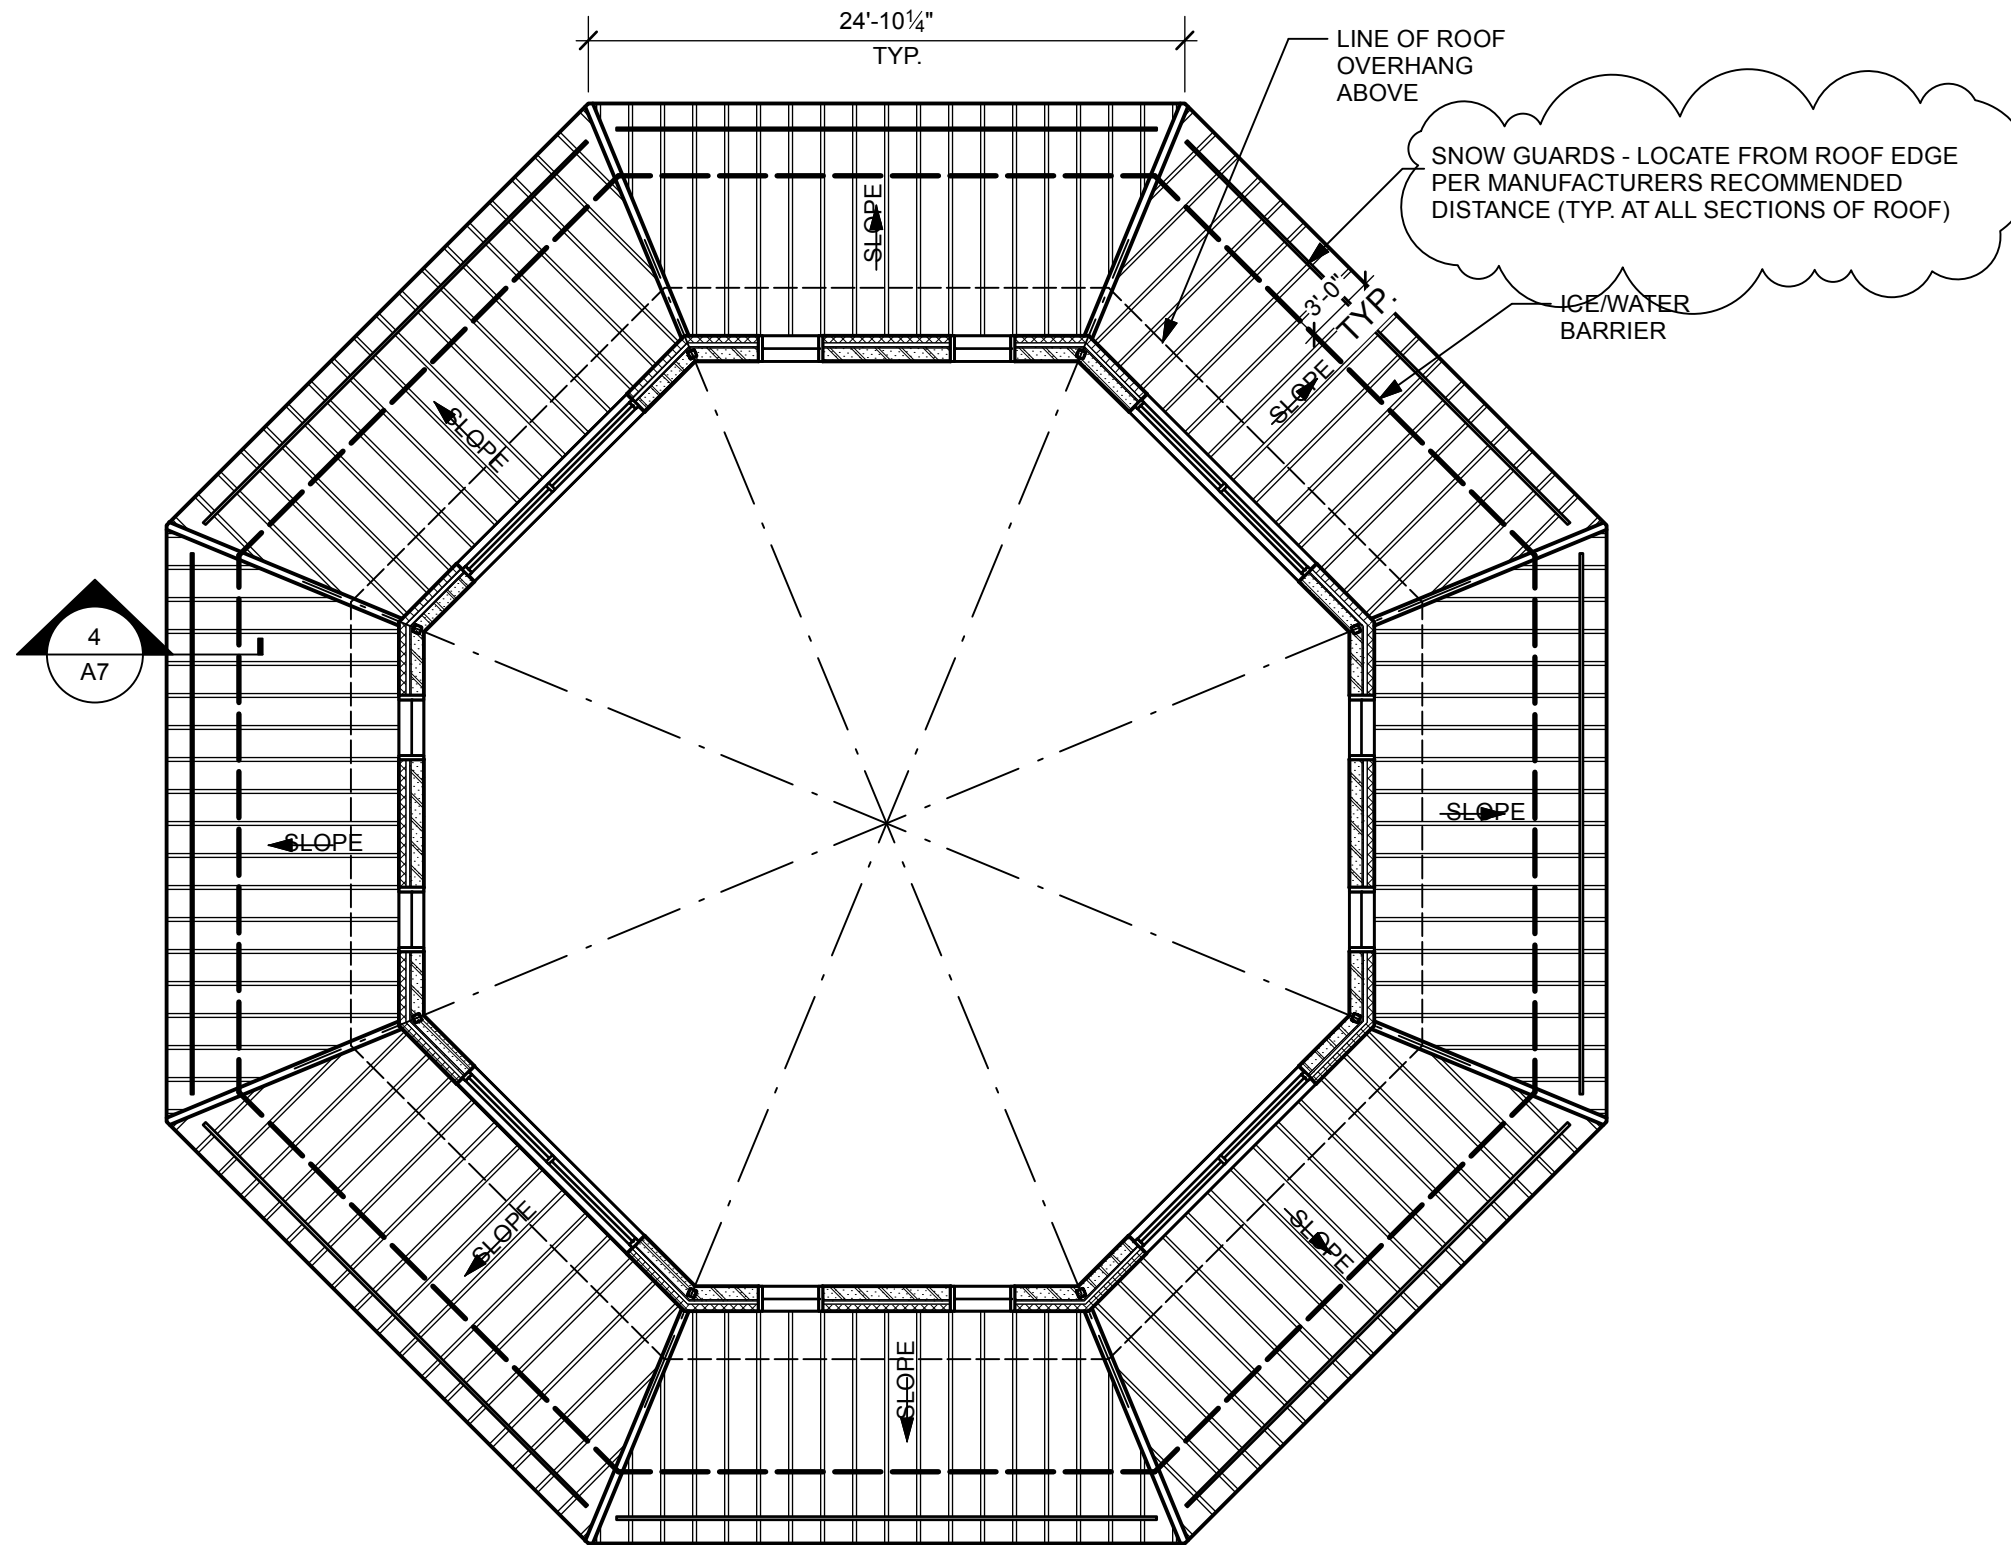 24'-10¼"
TYP.
LINE OF ROOF
OVERHANG
ABOVE
SNOW GUARDS - LOCATE FROM ROOF EDGE
PER MANUFACTURERS RECOMMENDED
DISTANCE (TYP. AT ALL SECTIONS OF ROOF)
SLOPE
3'-0"
TYP.
ICE/WATER
BARRIER
SLOPE
SLOPE
4
A7
SLOPE
SLOPE
SLOPE
SLOPE
SLOPE